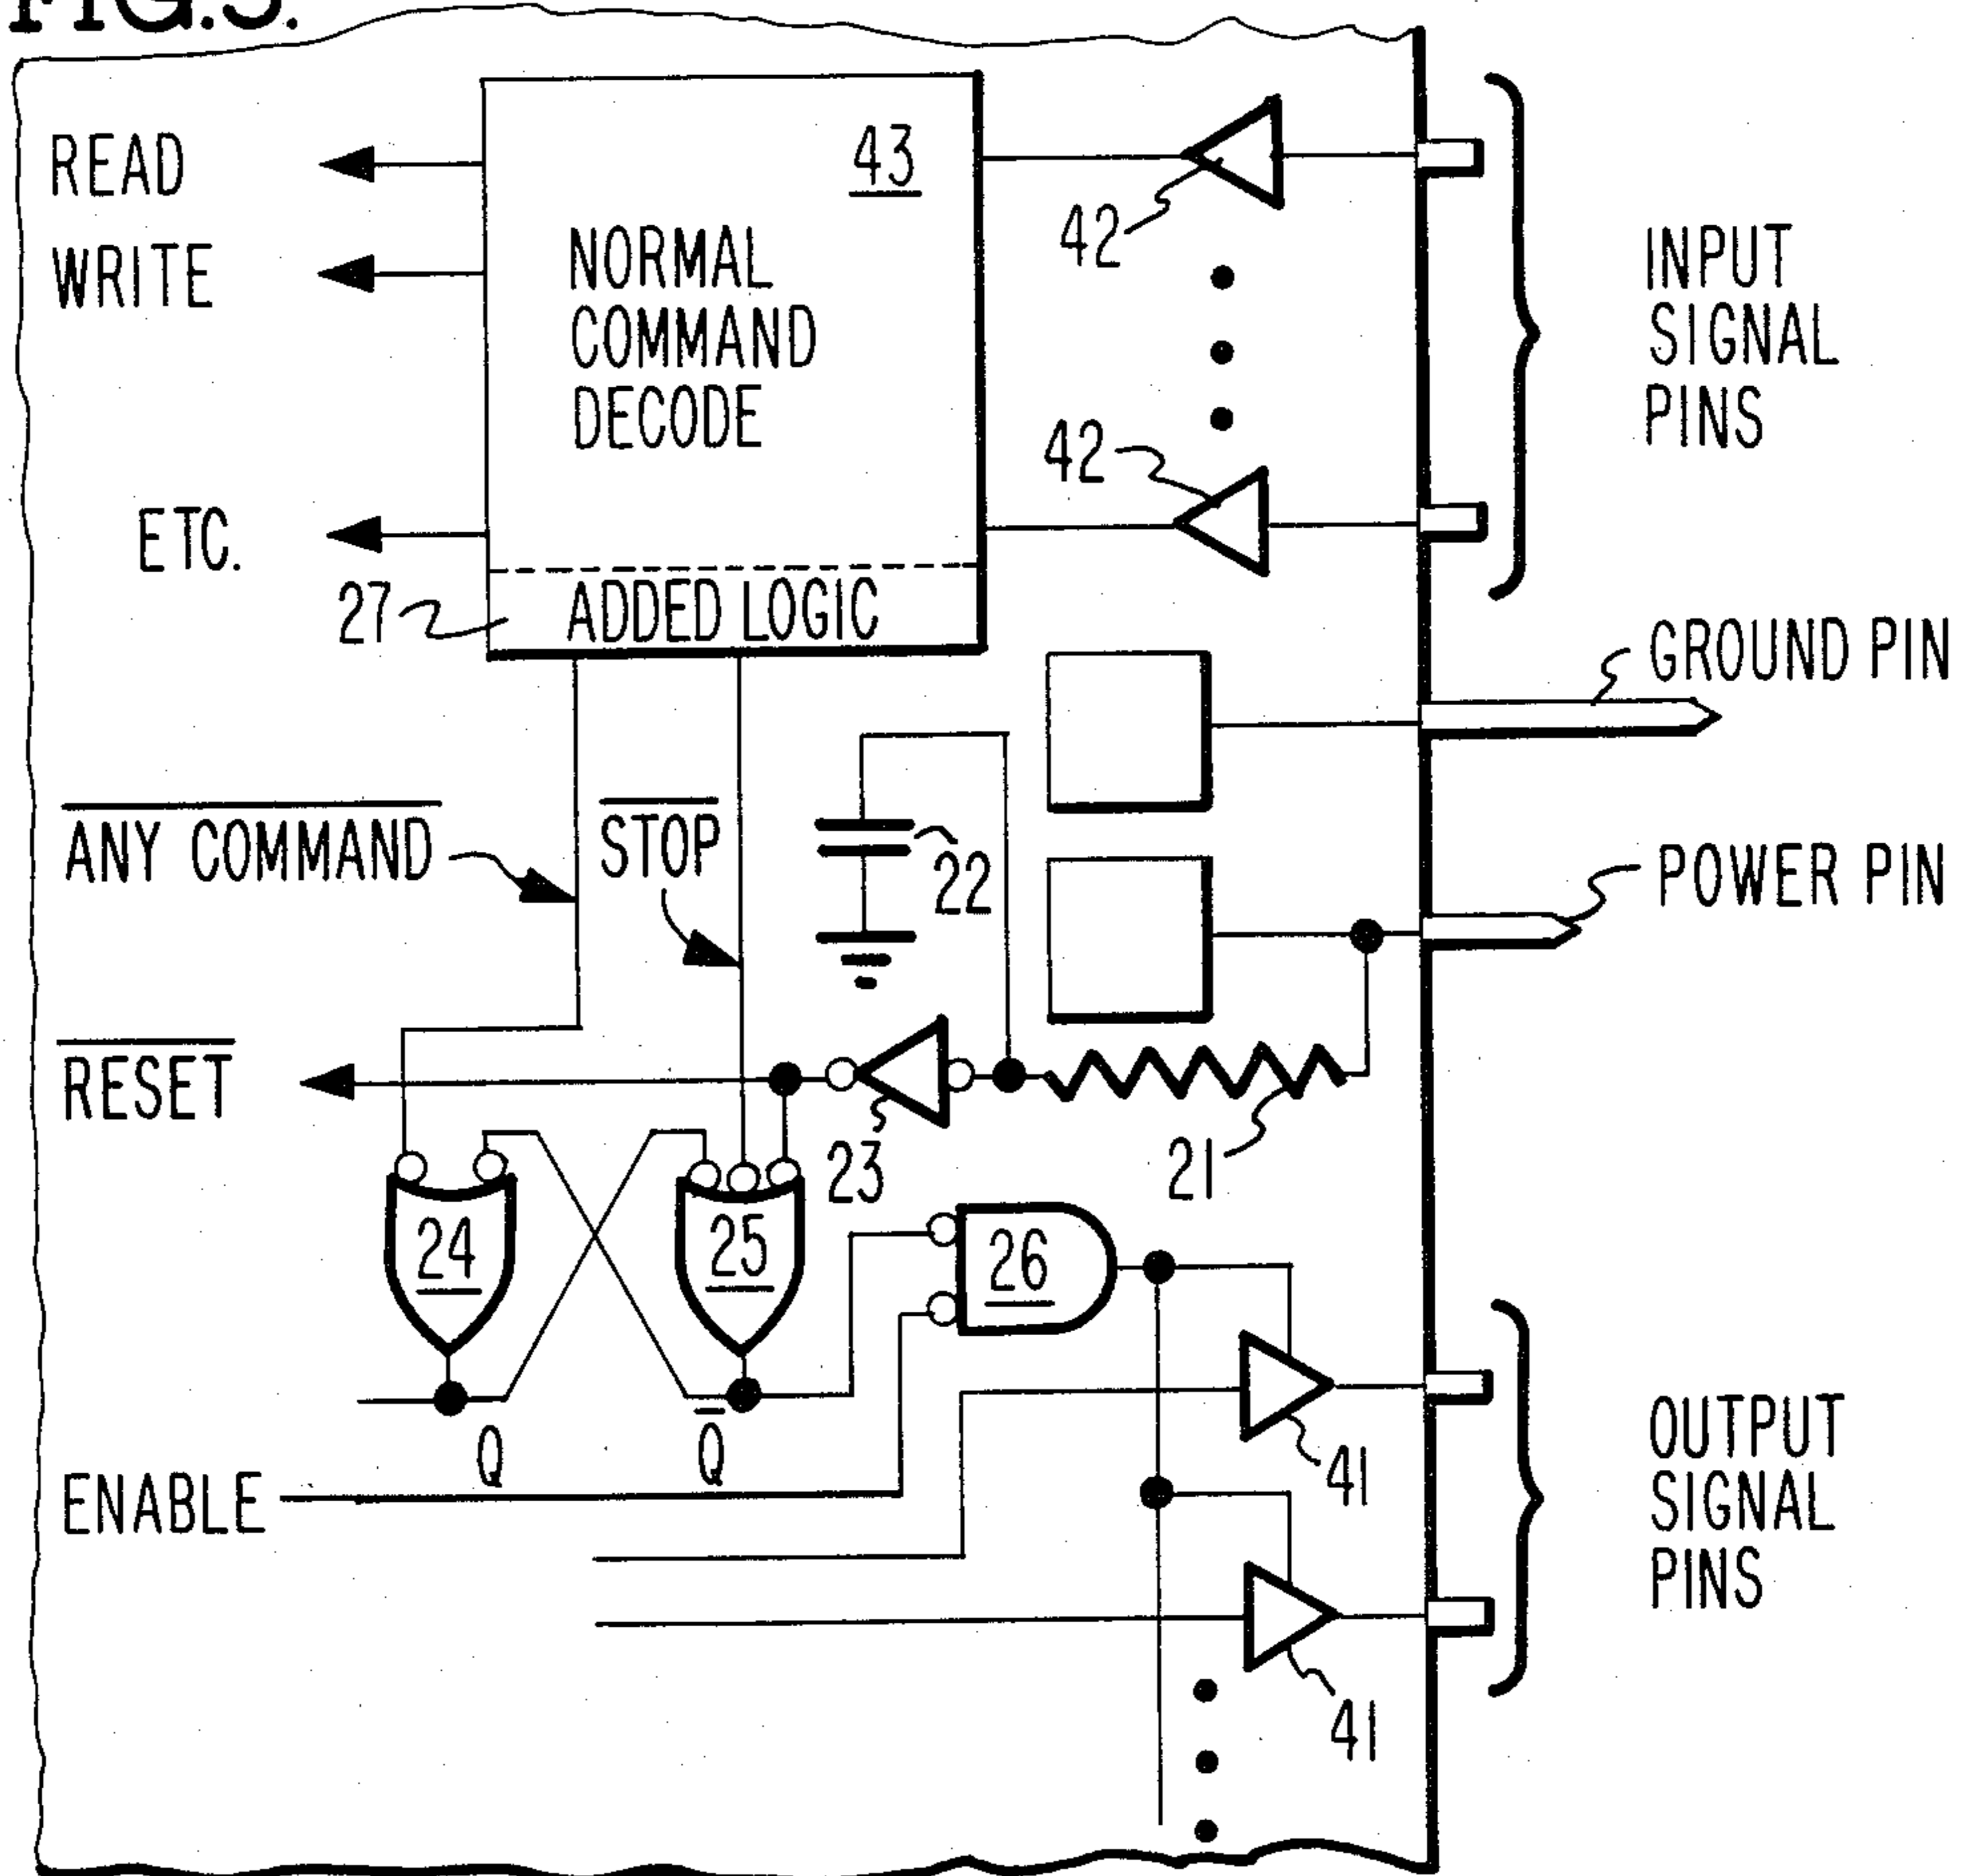 FIG.3.
READ
WRITE
ETC.
43
NORMAL
COMMAND
DECODE
27
ADDED LOGIC
42
42
INPUT
SIGNAL
PINS
GROUND PIN
POWER PIN
ANY COMMAND
STOP
22
RESET
23
21
24
25
26
Q
Q
ENABLE
41
41
OUTPUT
SIGNAL
PINS